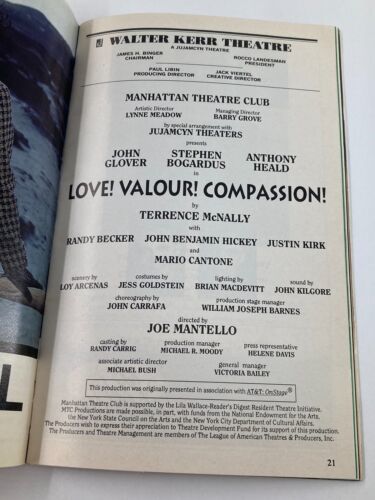 WALTER KERR THEATRE
A JUJAMCYN THEATRE
JAMES H. BINGER ROCCO LANDESMAN
CHAIRMAN PRESIDENT
PAUL LIBIN JACK VIERTEL
PRODUCING DIRECTOR CREATIVE DIRECTOR
MANHATTAN THEATRE CLUB
Artistic Director Managing Director
LYNNE MEADOW BARRY GROVE
by special arrangement with
JUJAMCYN THEATERS
presents
JOHN STEPHEN ANTHONY
GLOVER BOGARDUS HEALD
in
LOVE! VALOUR! COMPASSION!
by
TERRENCE McNALLY
with
RANDY BECKER JOHN BENJAMIN HICKEY JUSTIN KIRK
and
MARIO CANTONE
scenery by costumes by lighting by sound by
LOY ARCENAS JESS GOLDSTEIN BRIAN MACDEVITT JOHN KILGORE
choreography by production stage manager
JOHN CARRAFA WILLIAM JOSEPH BARNES
directed by
JOE MANTELLO
casting by production manager press representative
RANDY CARRIG MICHAEL R. MOODY HELENE DAVIS
associate artistic director general manager
MICHAEL BUSH VICTORIA BAILEY
This production was originally presented in association with AT&T: OnStage®
Manhattan Theatre Club is supported by the Lila Wallace-Reader's Digest Resident Theatre Initiative.
MTC Productions are made possible, in part, with funds from the National Endowment for the Arts,
the New York State Council on the Arts and the New York City Department of Cultural Affairs.
The Producers wish to express their appreciation to Theatre Development Fund for its support of this production.
The Producers and Theatre Management are members of The League of American Theatres & Producers, Inc.
21
L